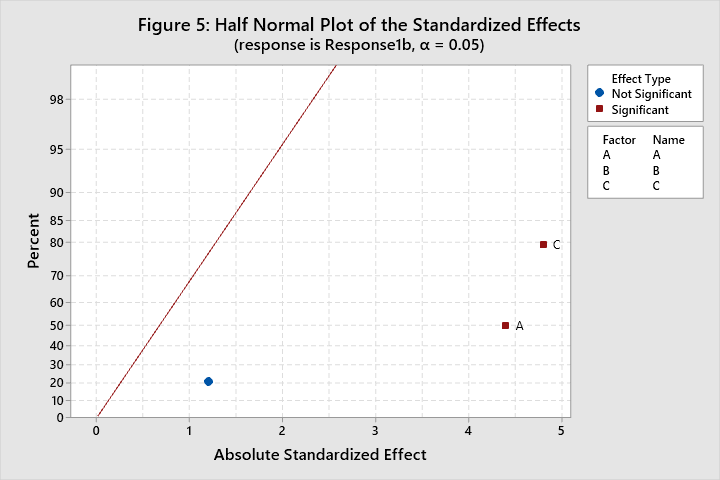 Figure 5: Half Normal Plot of the Standardized Effects
(response is Response1b, α = 0.05)
Effect Type
Not Significant
Significant
Factor Name
A A
B B
C C
Percent
98
95
90
85
80
70
60
50
40
30
20
10
0
C
A
0 1 2 3 4 5
Absolute Standardized Effect